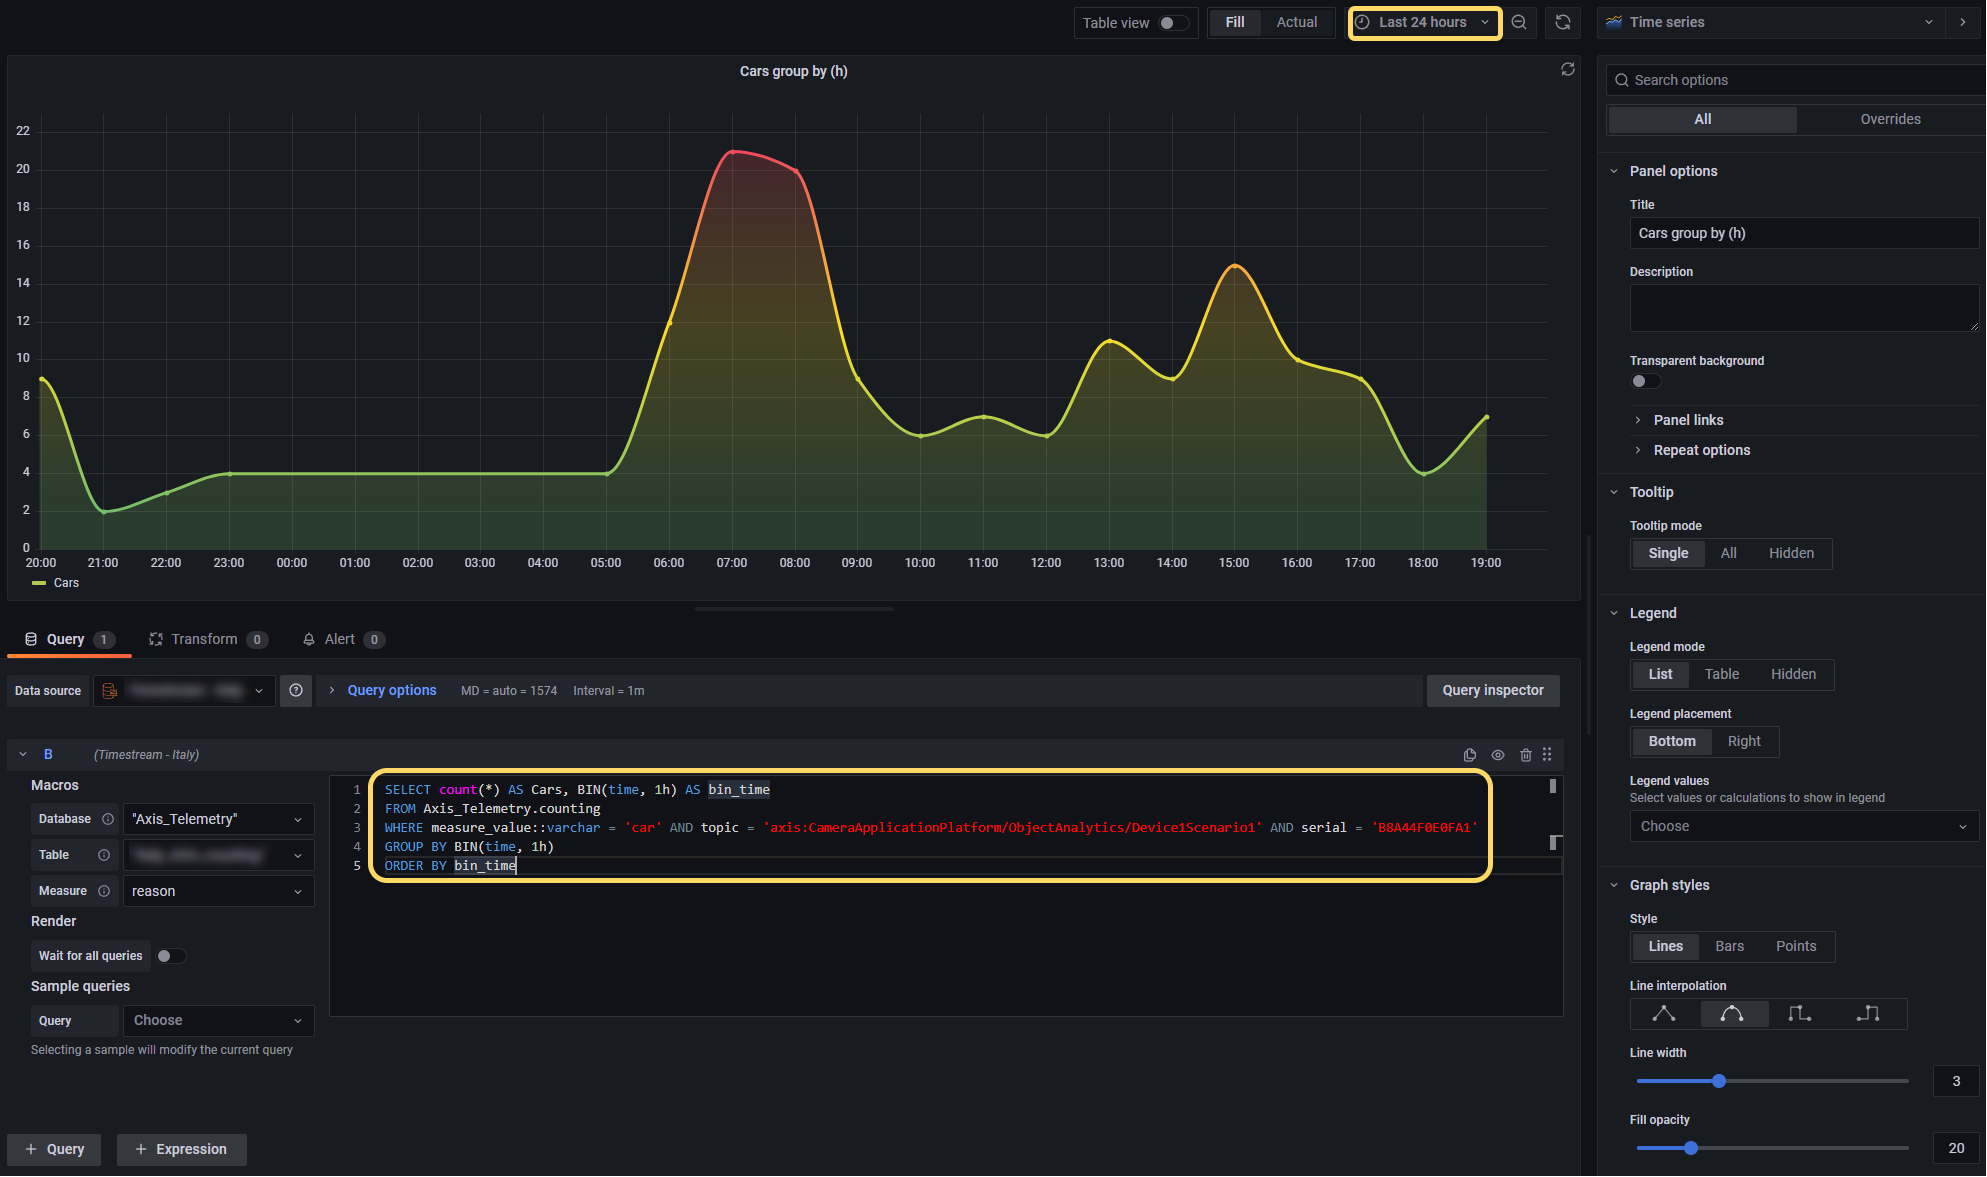 Table view
Fill Actual
Last 24 hours
Time series
Cars group by (h)
22
20
18
16
14
12
10
8
6
4
2
0
20:00 21:00 22:00 23:00 00:00 01:00 02:00 03:00 04:00 05:00 06:00 07:00 08:00 09:00 10:00 11:00 12:00 13:00 14:00 15:00 16:00 17:00 18:00 19:00
Cars
Query 1 Transform 0 Alert 0
Data source
Query options MD = auto = 1574 Interval = 1m
Query inspector
B (Timestream - Italy)
Macros
Database "Axis_Telemetry"
Table
Measure reason
Render
Wait for all queries
Sample queries
Query Choose
Selecting a sample will modify the current query
1 SELECT count(*) AS Cars, BIN(time, 1h) AS bin_time
2 FROM Axis_Telemetry.counting
3 WHERE measure_value::varchar = 'car' AND topic = 'axis:CameraApplicationPlatform/ObjectAnalytics/Device1Scenario1' AND serial = 'B8A44F0E0FA1'
4 GROUP BY BIN(time, 1h)
5 ORDER BY bin_time
+ Query + Expression
Search options
All Overrides
Panel options
Title
Cars group by (h)
Description
Transparent background
Panel links
Repeat options
Tooltip
Tooltip mode
Single All Hidden
Legend
Legend mode
List Table Hidden
Legend placement
Bottom Right
Legend values
Select values or calculations to show in legend
Choose
Graph styles
Style
Lines Bars Points
Line interpolation
Line width
3
Fill opacity
20